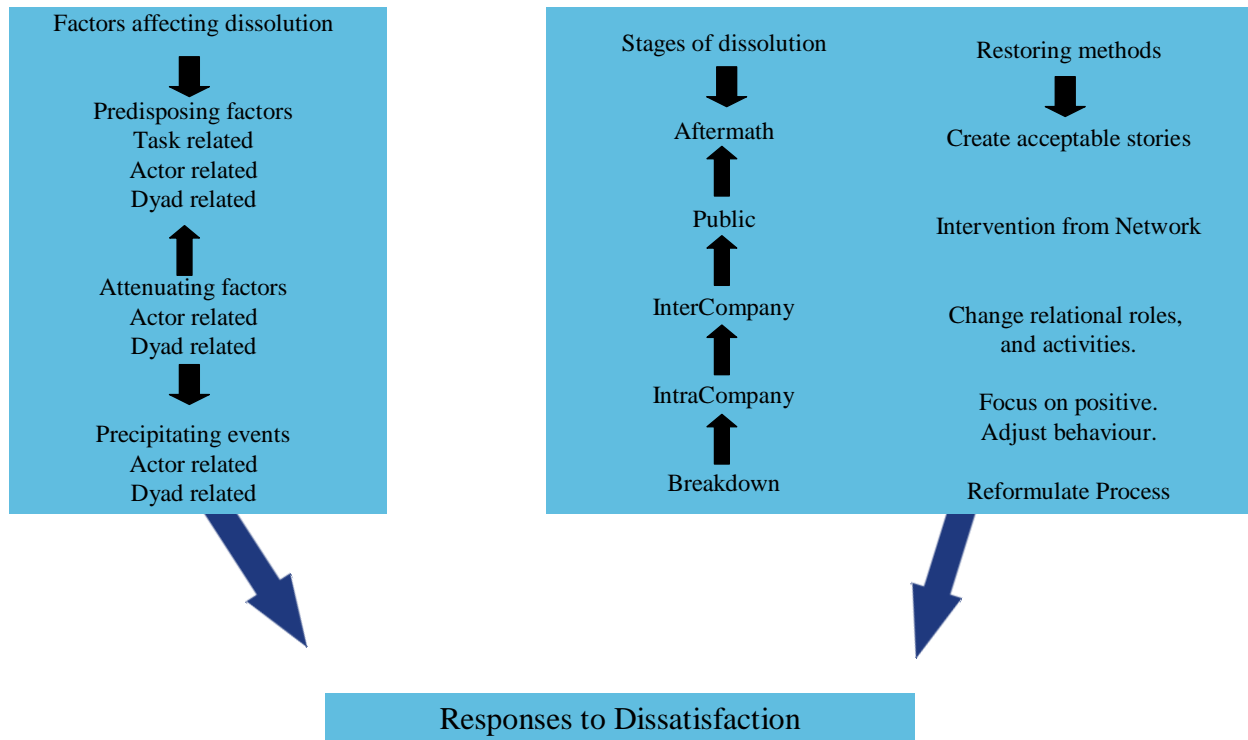 Factors affecting dissolution
Predisposing factors
Task related
Actor related
Dyad related
Attenuating factors
Actor related
Dyad related
Precipitating events
Actor related
Dyad related
Stages of dissolution
Aftermath
Public
InterCompany
IntraCompany
Breakdown
Restoring methods
Create acceptable stories
Intervention from Network
Change relational roles,
and activities.
Focus on positive.
Adjust behaviour.
Reformulate Process
Responses to Dissatisfaction